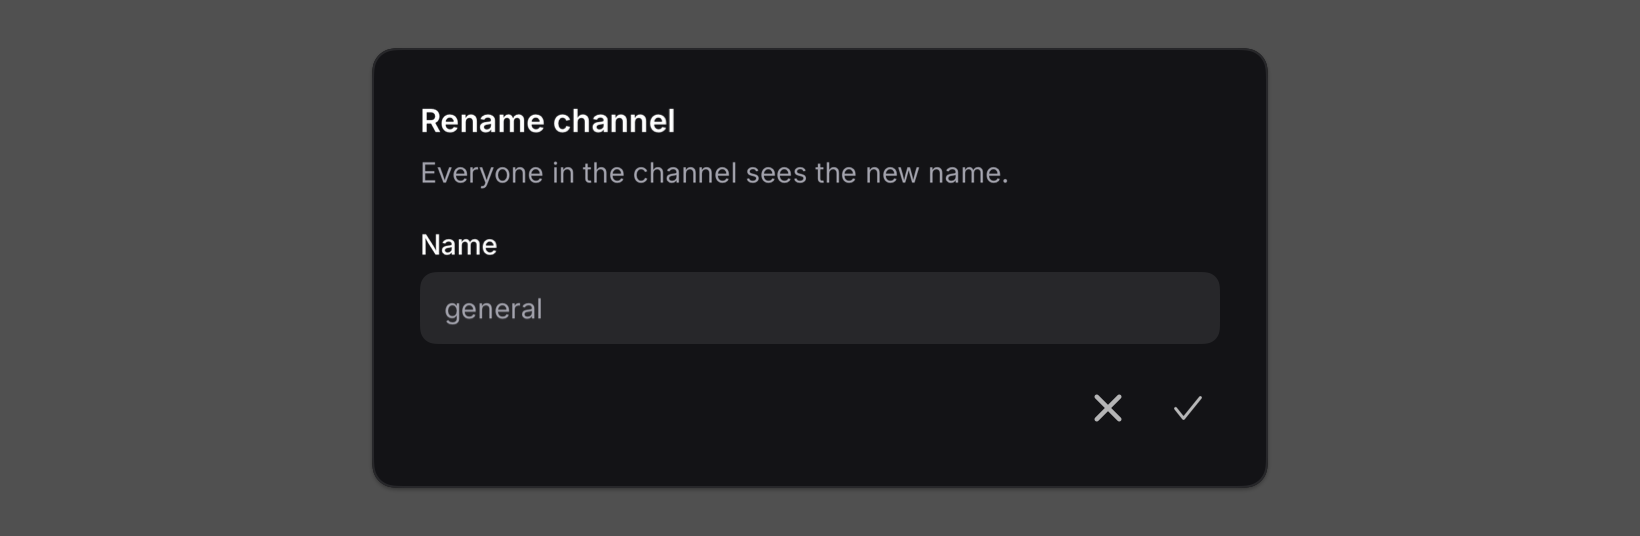 Rename channel
Everyone in the channel sees the new name.
Name
general